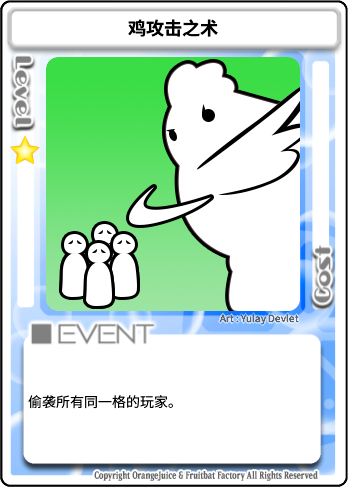 鸡攻击之术
Level
Cost
Art : Yulay Devlet
EVENT
偷袭所有同一格的玩家。
Copyright OrangeJuice & Fruitbat Factory All Rights Reserved